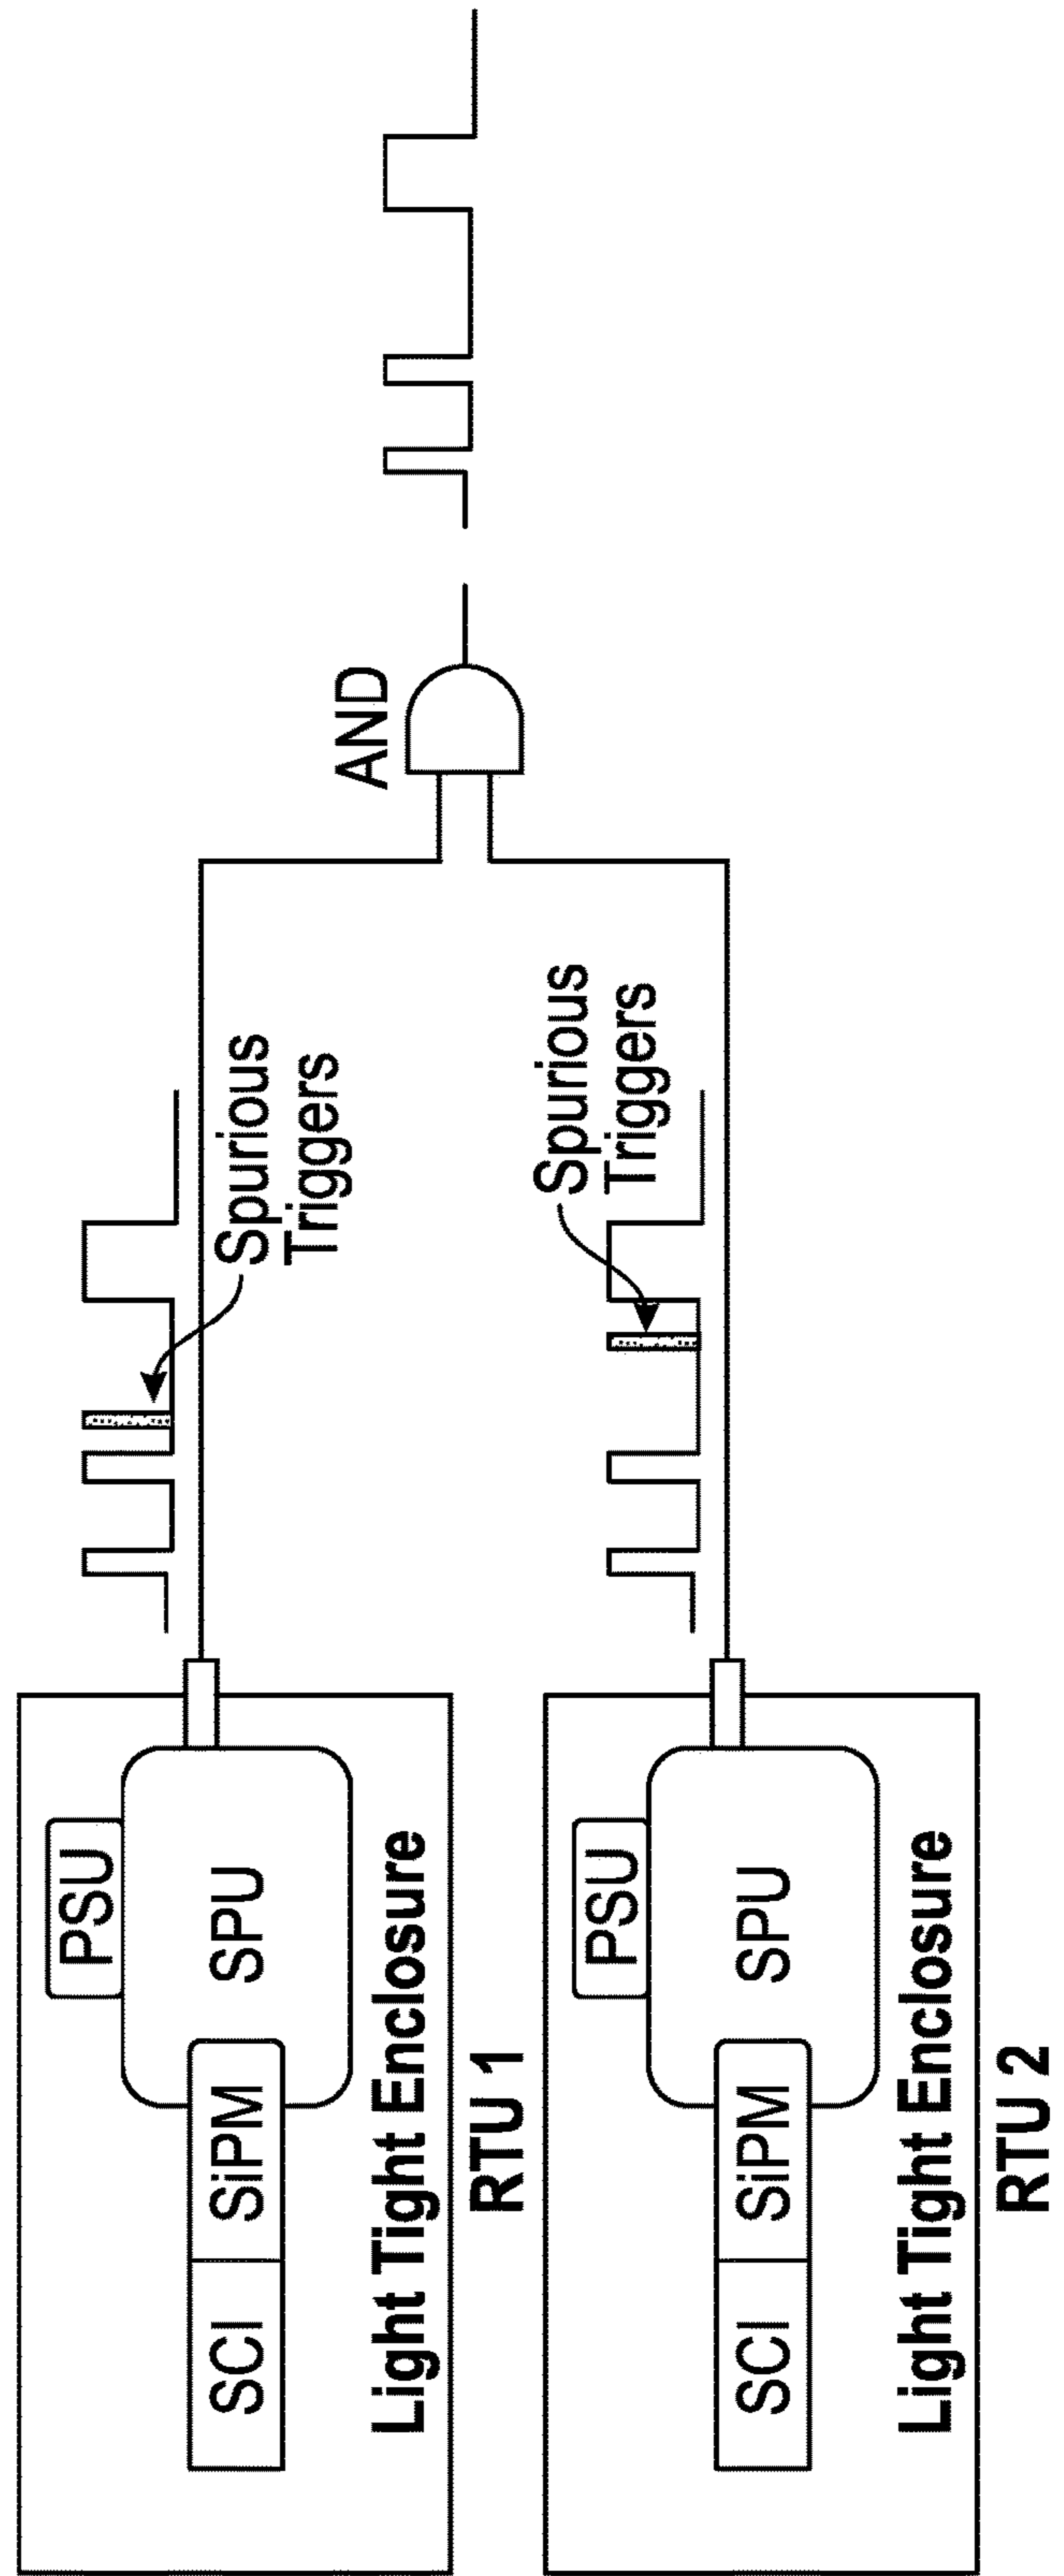 PSU
SPU
SCI
SiPM
Light Tight Enclosure
RTU 1
Spurious
Triggers
AND
PSU
SPU
SCI
SiPM
Light Tight Enclosure
RTU 2
Spurious
Triggers